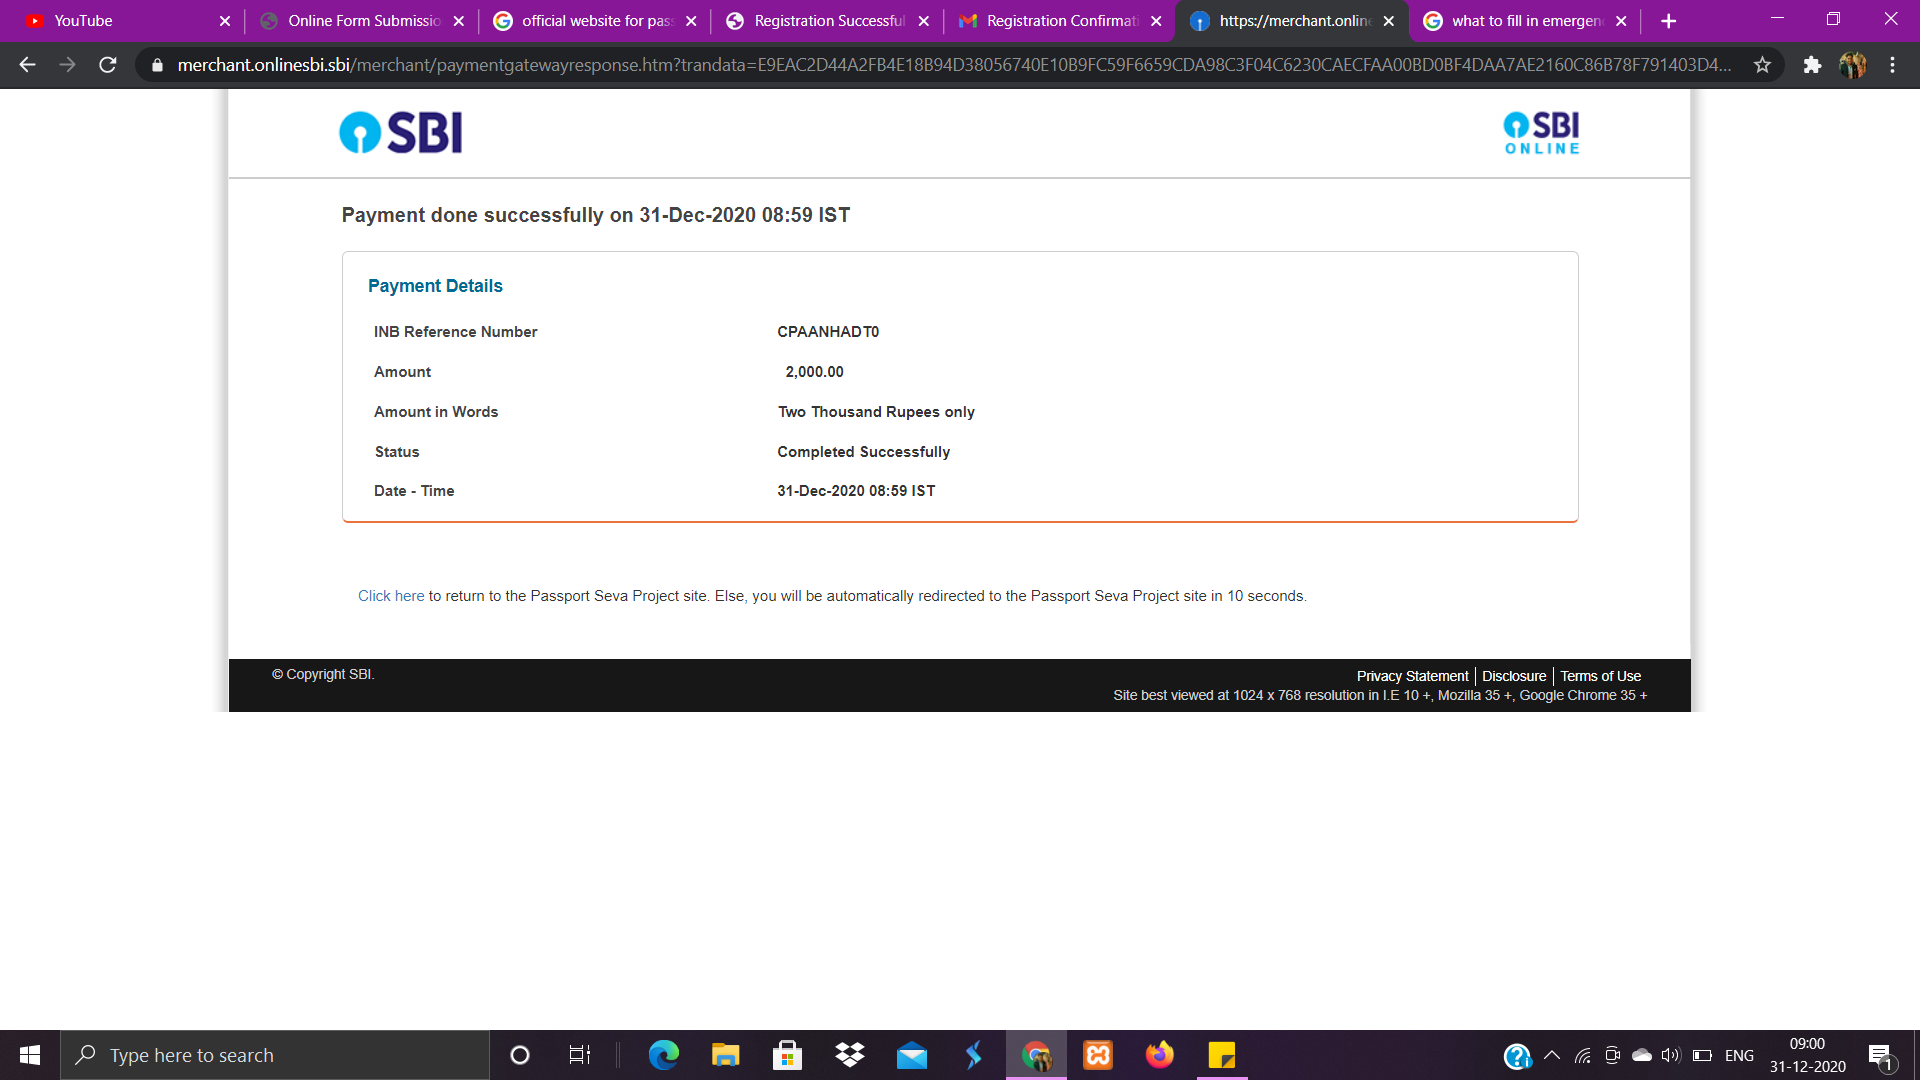 YouTube
Online Form Submissio
official website for pas
Registration Successful
Registration Confirmati
https://merchant.online
what to fill in emergen
merchant.onlinesbi.sbi/merchant/paymentgatewayresponse.htm?trandata=E9EAC2D44A2FB4E18B94D38056740E10B9FC59F6659CDA98C3F04C6230CAECFAA00BD0BF4DAA7AE2160C86B78F791403D4...
SBI
SBI
ONLINE
Payment done successfully on 31-Dec-2020 08:59 IST
Payment Details
INB Reference Number CPAANHADT0
Amount 2,000.00
Amount in Words Two Thousand Rupees only
Status Completed Successfully
Date - Time 31-Dec-2020 08:59 IST
Click here to return to the Passport Seva Project site. Else, you will be automatically redirected to the Passport Seva Project site in 10 seconds.
© Copyright SBI.
Privacy Statement | Disclosure | Terms of Use
Site best viewed at 1024 x 768 resolution in I.E 10 +, Mozilla 35 +, Google Chrome 35 +
Type here to search
ENG
09:00
31-12-2020
1